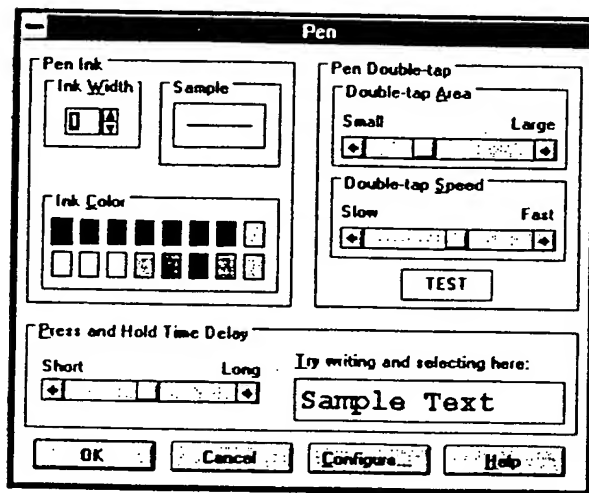 Pen
Pen Ink
Ink Width
Sample
Ink Color
Pen Double-tap
Double-tap Area
Small Large
Double-tap Speed
Slow Fast
TEST
Press and Hold Time Delay
Short Long
Try writing and selecting here:
Sample Text
OK Cancel Configure... Help